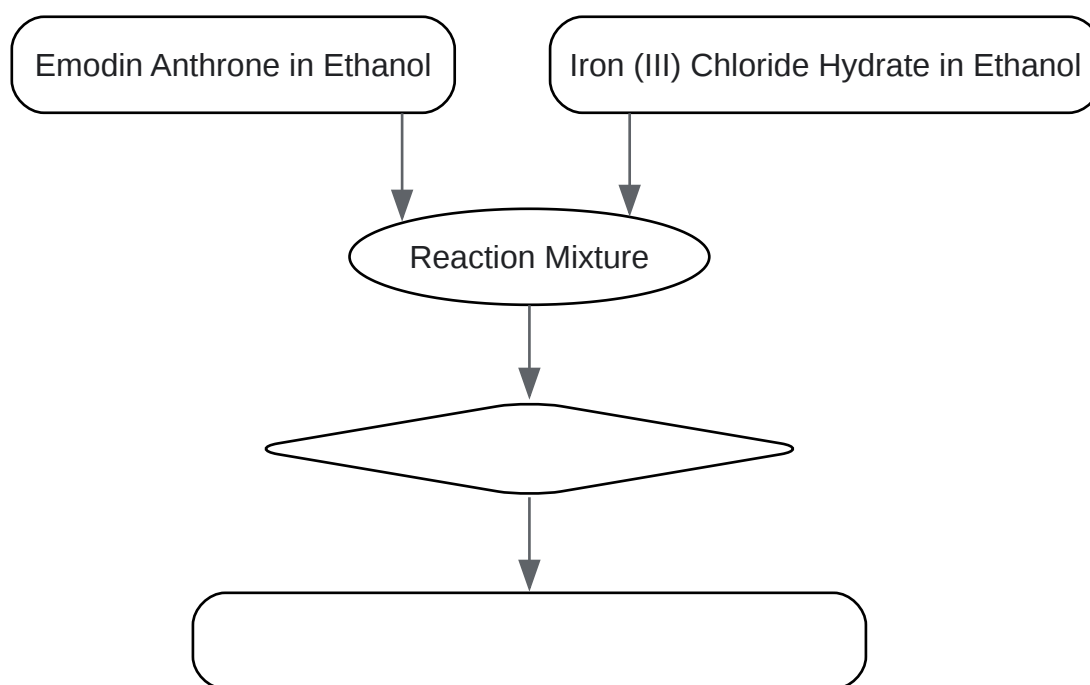 Emodin Anthrone in Ethanol
Iron (III) Chloride Hydrate in Ethanol
Reaction Mixture